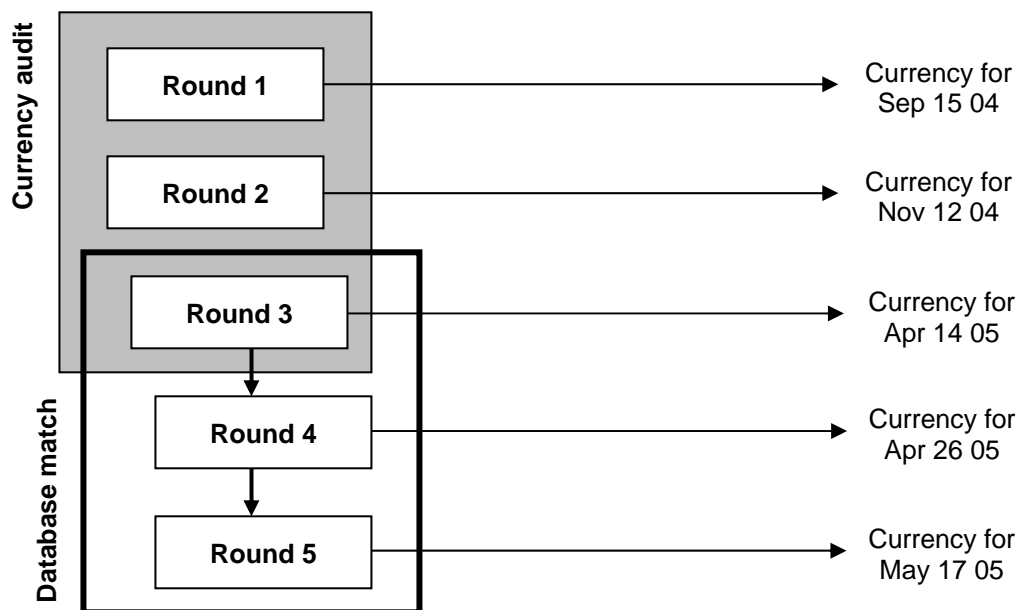 Currency audit
Round 1
Currency for
Sep 15 04
Round 2
Currency for
Nov 12 04
Round 3
Currency for
Apr 14 05
Database match
Round 4
Currency for
Apr 26 05
Round 5
Currency for
May 17 05